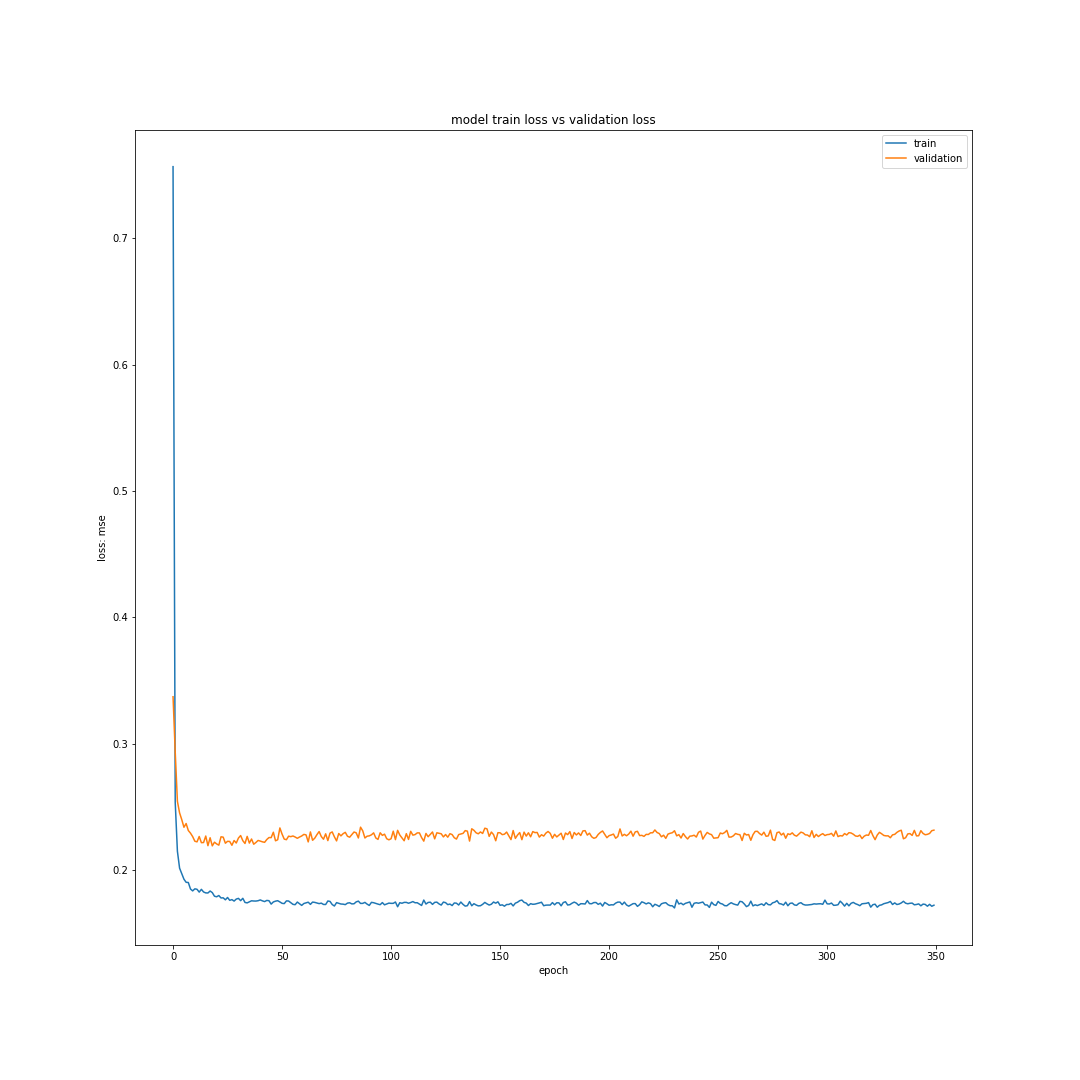 model train loss vs validation loss
train
validation
0.7
0.6
0.5
0.4
0.3
0.2
loss: mse
0 50 100 150 200 250 300 350
epoch